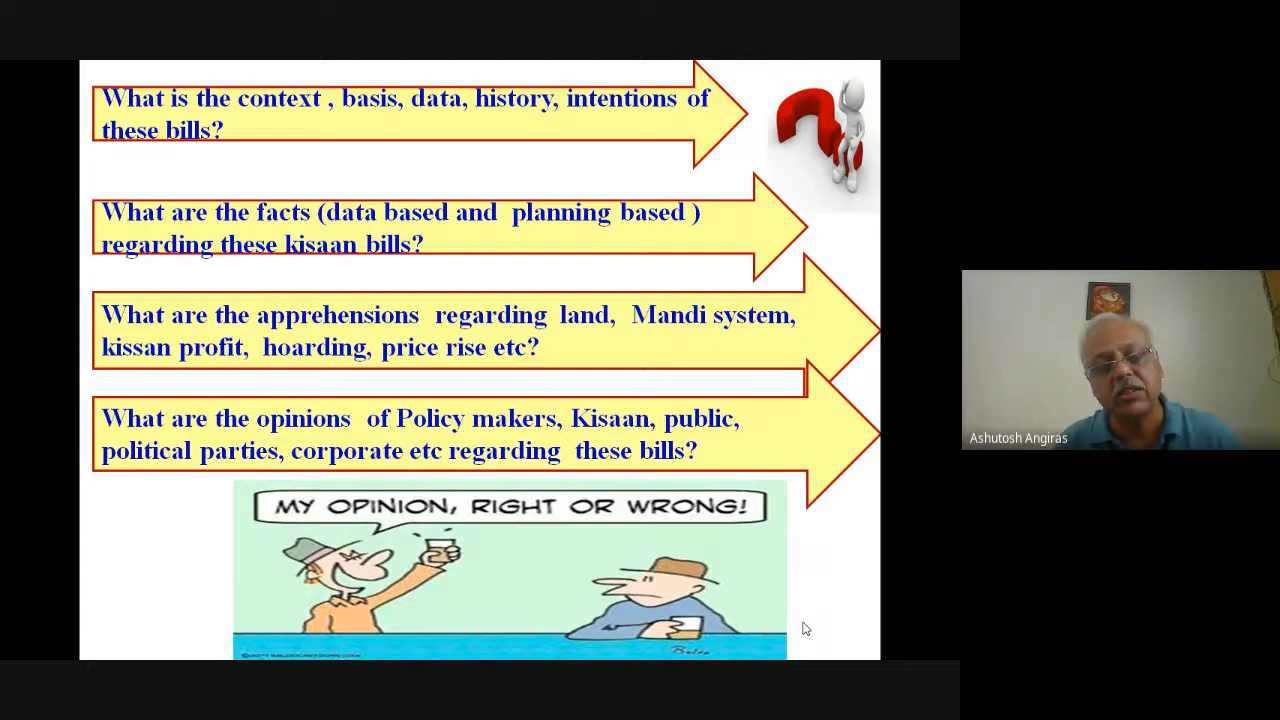 What is the context , basis, data, history, intentions of
these bills?
What are the facts (data based and planning based )
regarding these kisaan bills?
What are the apprehensions regarding land, Mandi system,
kissan profit, hoarding, price rise etc?
What are the opinions of Policy makers, Kisaan, public,
political parties, corporate etc regarding these bills?
MY OPINION, RIGHT OR WRONG!
Ashutosh Angiras